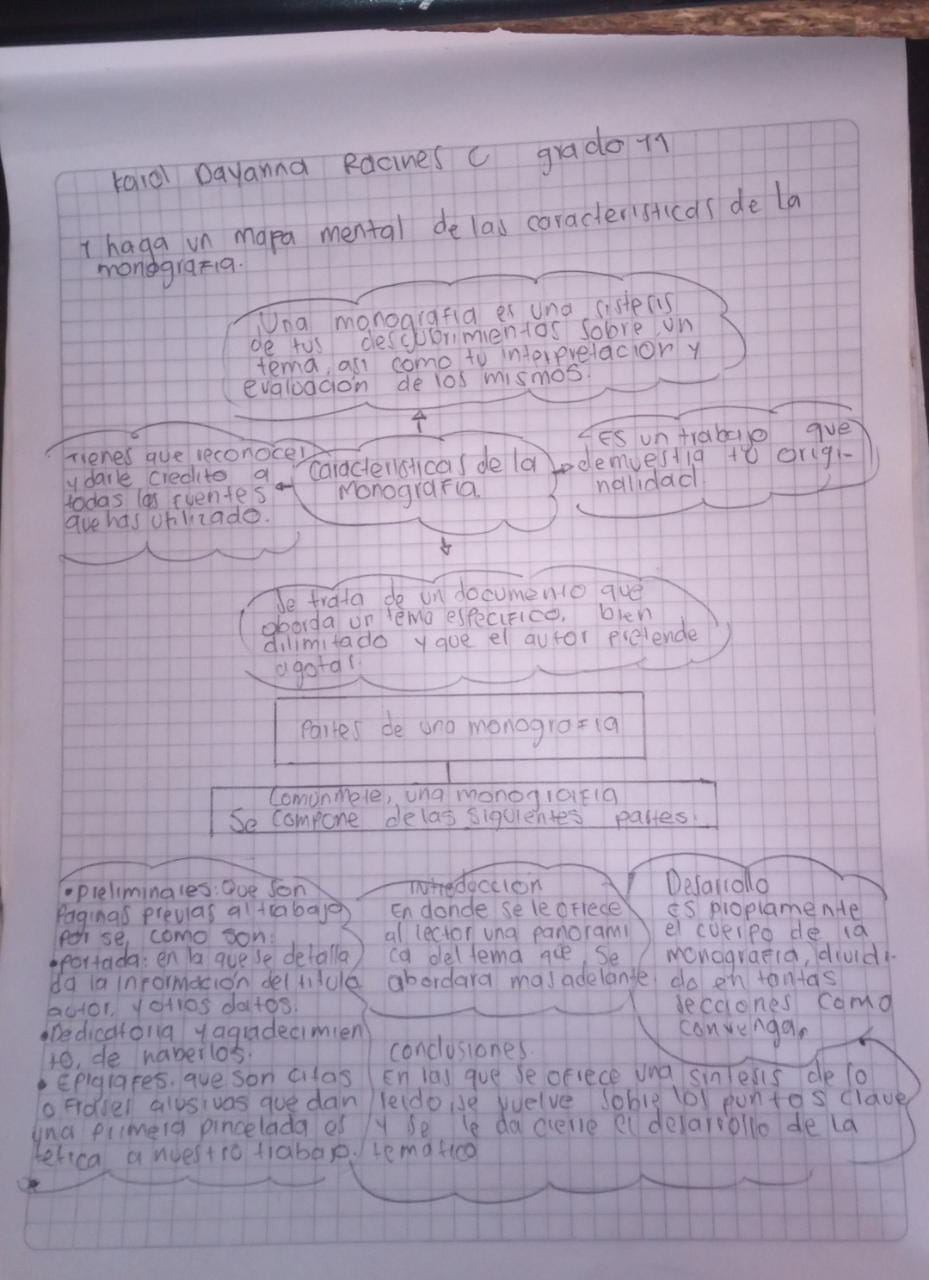 Karol Dayanna Racines C grado 11
1 haga un mapa mental de las caracteristicas de la
monografia.
Una monografia es una sistesis
de tus descubrimientos sobre un
tema, asi como tu interpretacion y
evaluacion de los mismos.
Tienes que reconocer
y darle credito a
todas las fuentes
que has utilizado.
caracteristicas de la
monografia
Es un trabajo que
demuestra tu origi-
nalidad
Se trata de un documento que
aborda un tema especifico, bien
dilimitado y que el autor pretende
agotar.
Partes de una monografia
Comunmete, una monografia
Se compone delas siguientes partes.
• Preliminares: Que son
Paginas previas al trabajo
per se, como son:
• Portada: en la que se detalla
da la informacion del titulo
autor, y otros datos.
• Dedicatoria y agradecimien
to, de haberlos.
• Epigrafes. que son citas
o frases alusivas que dan
una primera pincelada es
tetica a nuestro trabajo.
introduccion
En donde se le ofrece
al lector una panorami
ca del tema que, se
abordara mas adelante.
Desarrollo
Es propiamente
el cuerpo de la
monografia, dividi-
do en tantas
secciones como
convenga.
conclusiones.
En las que se ofrece una sintesis de lo
leido, se vuelve sobre los puntos clave
y se le da cierre el desarrollo de la
tematico